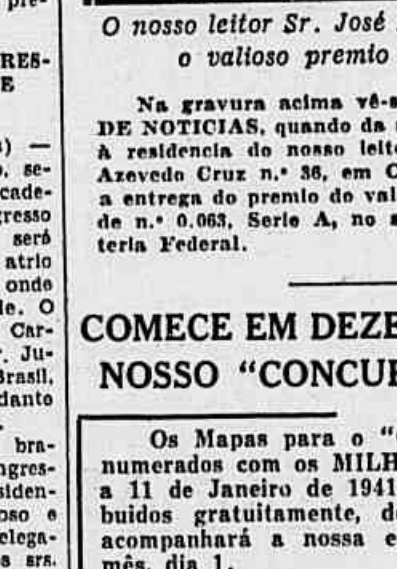 pre-
RES-
E
s) —
, se-
cade-
gresso
será
atrio
onde
de. O
Car-
. Ju-
Brasil,
dante
bra-
ngres-
siden-
oso e
elega-
s srs.
O nosso leitor Sr. José
o valioso premio
Na gravura acima vê-s
DE NOTICIAS, quando da
á residencia do nosso leito
Azevedo Cruz n.º 36, em C
a entrega do premio do val
de n.º 0.063, Serie A, no s
teria Federal.
COMECE EM DEZE
NOSSO "CONCUR
Os Mapas para o "
numerados com os MILH
a 11 de Janeiro de 1941
buidos gratuitamente, d
acompanhará a nossa e
mês, dia 1.